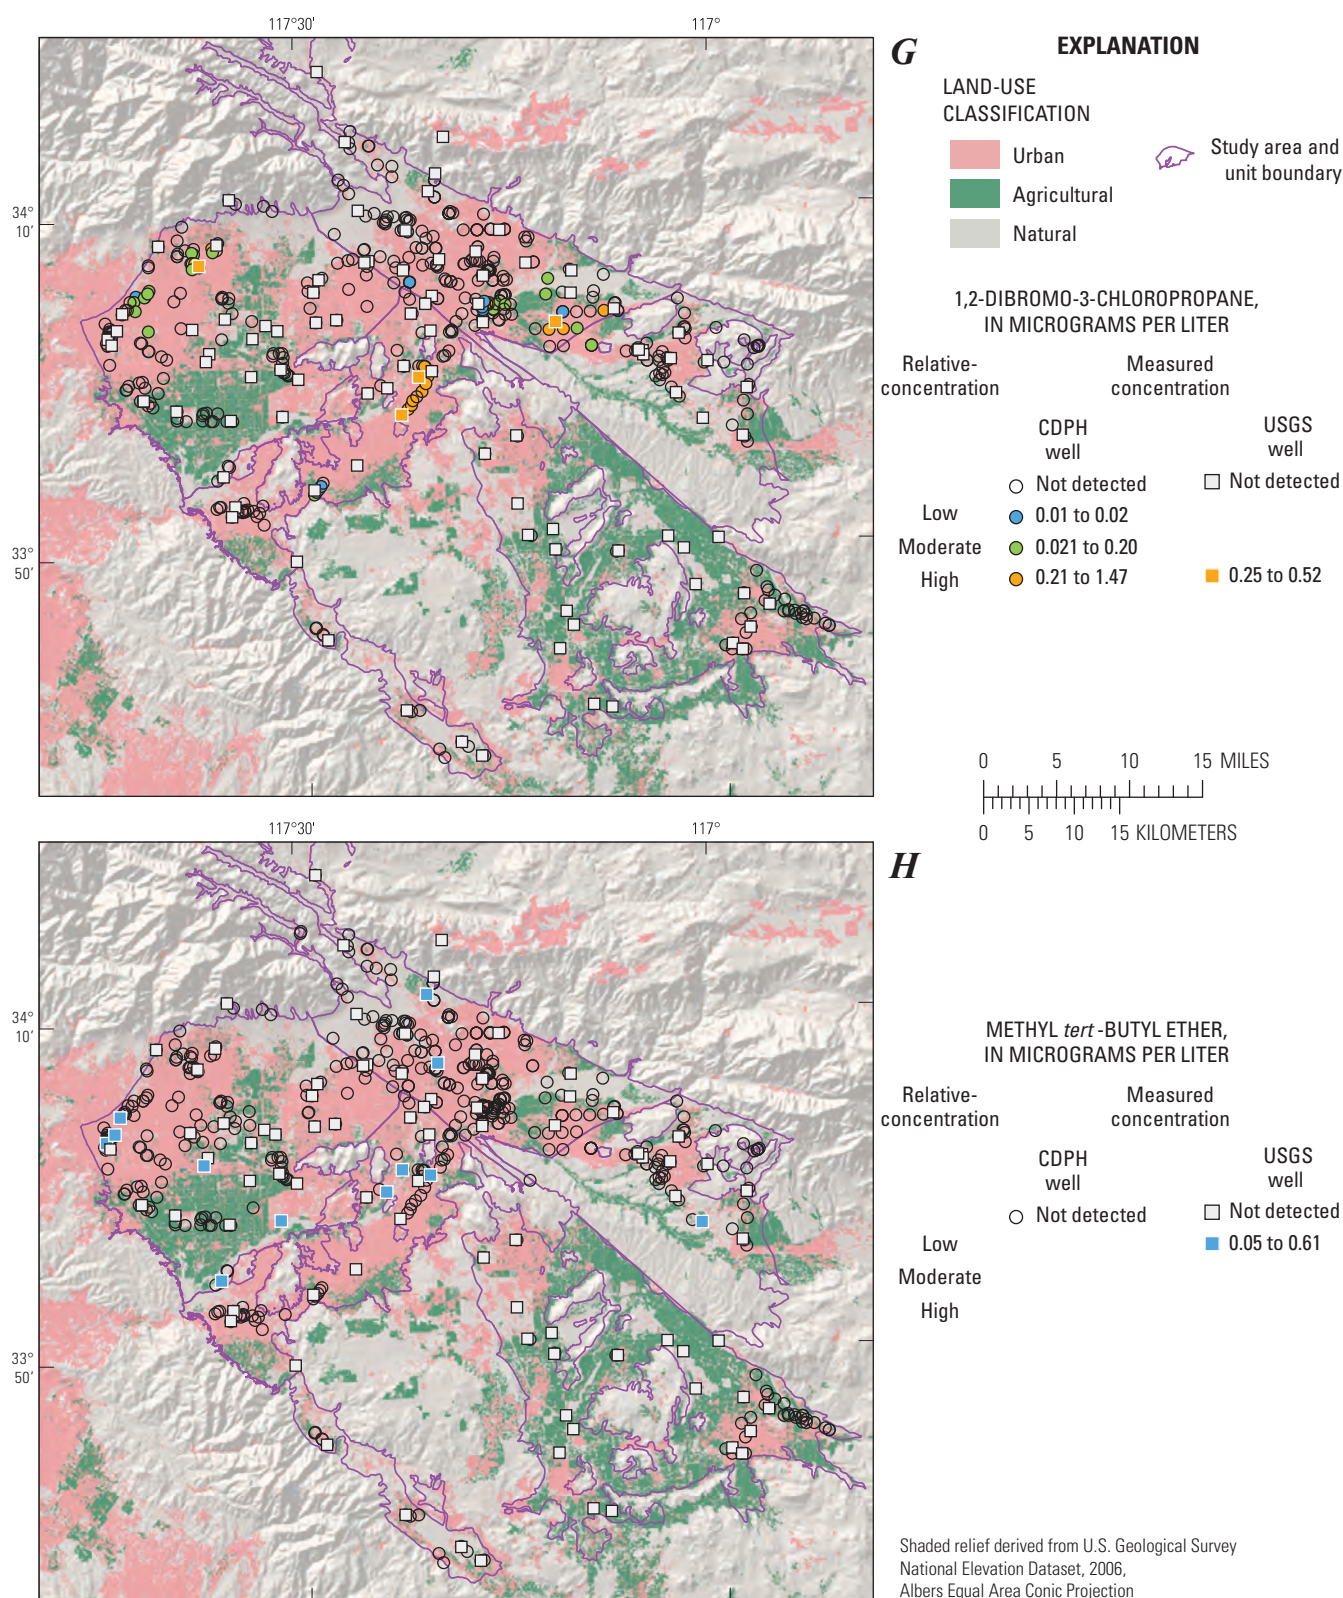 117°30'
117°
34°
10'
33°
50'
G
EXPLANATION
LAND-USE
CLASSIFICATION
Urban
Agricultural
Natural
Study area and
unit boundary
1,2-DIBROMO-3-CHLOROPROPANE,
IN MICROGRAMS PER LITER
Relative-
concentration
Measured
concentration
CDPH
well
USGS
well
Not detected
Not detected
Low
0.01 to 0.02
Moderate
0.021 to 0.20
High
0.21 to 1.47
0.25 to 0.52
0 5 10 15 MILES
0 5 10 15 KILOMETERS
117°30'
117°
34°
10'
33°
50'
H
METHYL tert -BUTYL ETHER,
IN MICROGRAMS PER LITER
Relative-
concentration
Measured
concentration
CDPH
well
USGS
well
Not detected
Not detected
Low
0.05 to 0.61
Moderate
High
Shaded relief derived from U.S. Geological Survey
National Elevation Dataset, 2006,
Albers Equal Area Conic Projection